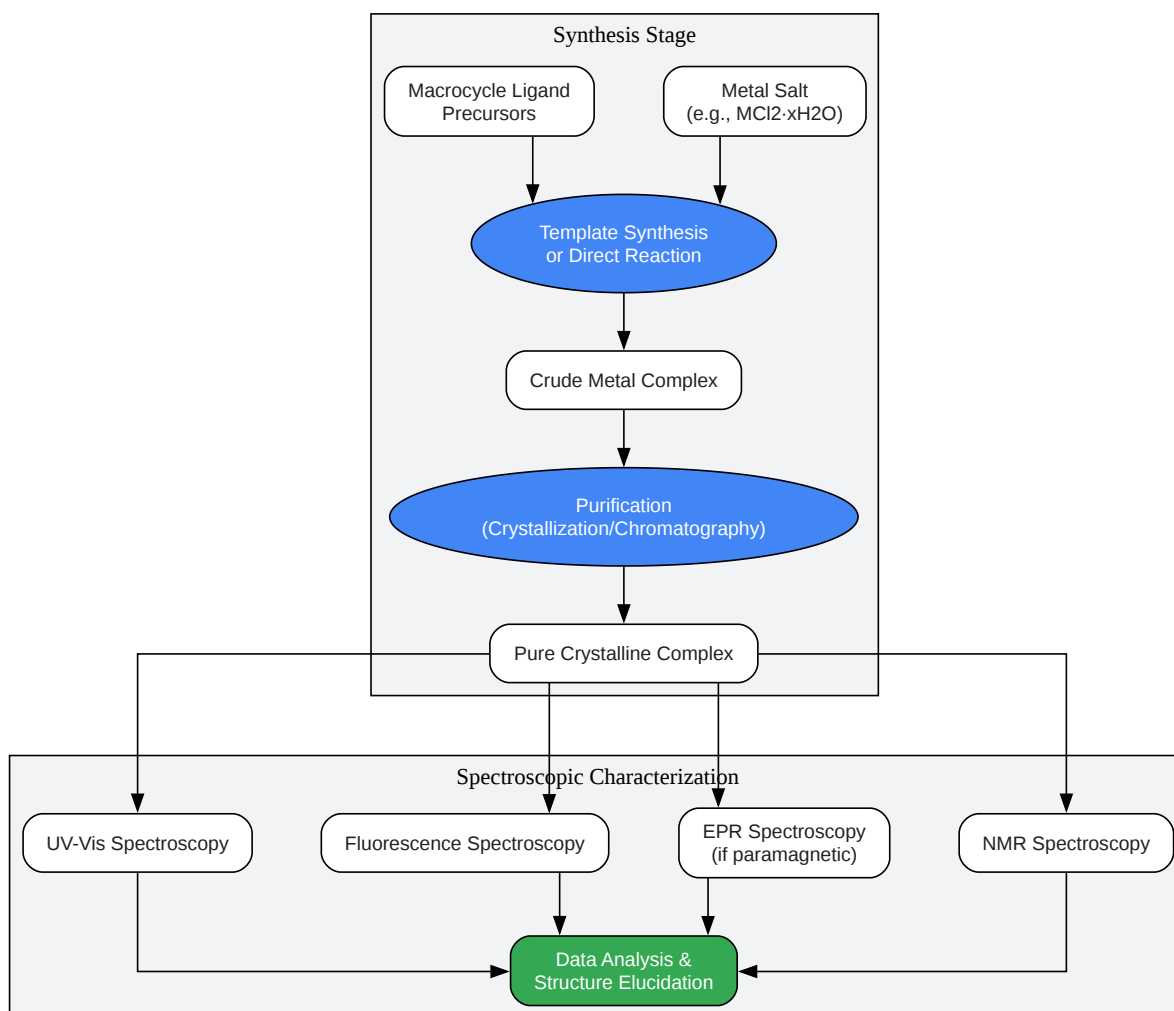 Synthesis Stage
Macrocycle Ligand
Precursors
Metal Salt
(e.g., MCl2·xH2O)
Template Synthesis
or Direct Reaction
Crude Metal Complex
Purification
(Crystallization/Chromatography)
Pure Crystalline Complex
Spectroscopic Characterization
UV-Vis Spectroscopy
Fluorescence Spectroscopy
EPR Spectroscopy
(if paramagnetic)
NMR Spectroscopy
Data Analysis &
Structure Elucidation